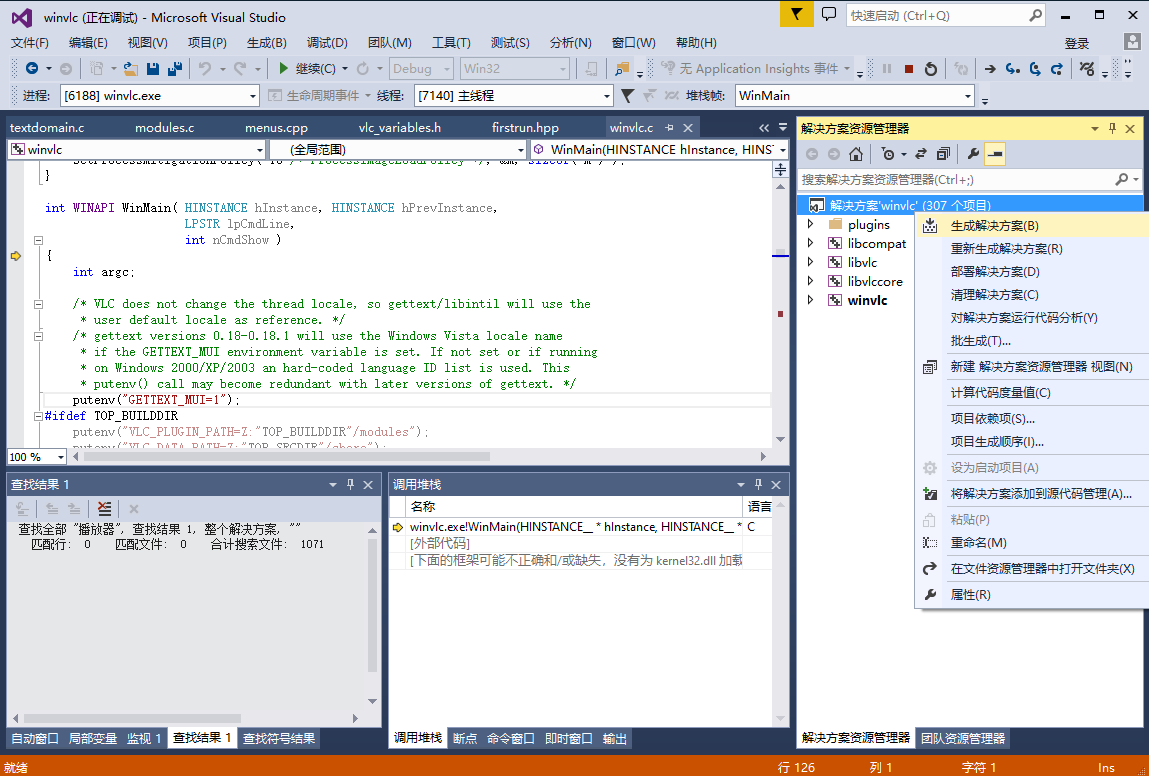 winvlc (正在调试) - Microsoft Visual Studio
快速启动 (Ctrl+Q)
文件(F) 编辑(E) 视图(V) 项目(P) 生成(B) 调试(D) 团队(M) 工具(T) 测试(S) 分析(N) 窗口(W) 帮助(H) 登录
继续(C) Debug Win32 无 Application Insights 事件
进程: [6188] winvlc.exe 生命周期事件 线程: [7140] 主线程 堆栈帧: WinMain
textdomain.c modules.c menus.cpp vlc_variables.h firstrun.hpp winvlc.c
winvlc (全局范围) WinMain(HINSTANCE hInstance, HINS
}
int WINAPI WinMain( HINSTANCE hInstance, HINSTANCE hPrevInstance,
LPSTR lpCmdLine,
int nCmdShow )
{
int argc;
/* VLC does not change the thread locale, so gettext/libintil will use the
* user default locale as reference. */
/* gettext versions 0.18-0.18.1 will use the Windows Vista locale name
* if the GETTEXT_MUI environment variable is set. If not set or if running
* on Windows 2000/XP/2003 an hard-coded language ID list is used. This
* putenv() call may become redundant with later versions of gettext. */
putenv("GETTEXT_MUI=1");
#ifdef TOP_BUILDDIR
putenv("VLC_PLUGIN_PATH=Z:"TOP_BUILDDIR"/modules");
putenv("VLC_DATA_PATH=Z:"TOP_SRCDIR"/share");
100 %
查找结果 1
查找全部 "播放器", 查找结果 1, 整个解决方案, ""
匹配行: 0 匹配文件: 0 合计搜索文件: 1071
自动窗口 局部变量 监视 1 查找结果 1 查找符号结果
调用堆栈
名称 语言
winvlc.exe!WinMain(HINSTANCE__ * hInstance, HINSTANCE__ * C
[外部代码]
[下面的框架可能不正确和/或缺失，没有为 kernel32.dll 加载
调用堆栈 断点 命令窗口 即时窗口 输出
解决方案资源管理器
搜索解决方案资源管理器(Ctrl+;)
解决方案'winvlc' (307 个项目)
plugins
libcompat
libvlc
libvlccore
winvlc
生成解决方案(B)
重新生成解决方案(R)
部署解决方案(D)
清理解决方案(C)
对解决方案运行代码分析(Y)
批生成(T)...
新建 解决方案资源管理器 视图(N)
计算代码度量值(C)
项目依赖项(S)...
项目生成顺序(I)...
设为启动项目(A)
将解决方案添加到源代码管理(A)...
粘贴(P)
重命名(M)
在文件资源管理器中打开文件夹(X)
属性(R)
解决方案资源管理器 团队资源管理器
就绪 行 126 列 1 字符 1 Ins